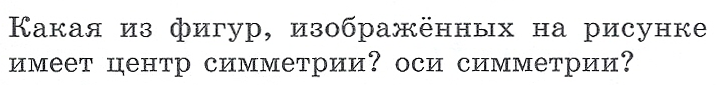 Какая из фигур, изображённых на рисунке
имеет центр симметрии? оси симметрии?